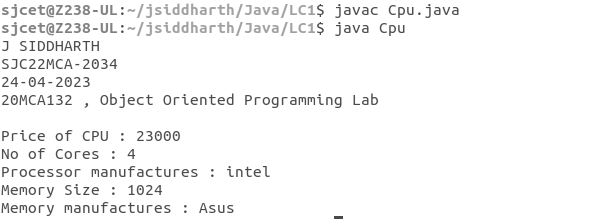 sjcet@Z238-UL:~/jsiddharth/Java/LC1$ javac Cpu.java
sjcet@Z238-UL:~/jsiddharth/Java/LC1$ java Cpu
J SIDDHARTH
SJC22MCA-2034
24-04-2023
20MCA132 , Object Oriented Programming Lab
Price of CPU : 23000
No of Cores : 4
Processor manufactures : intel
Memory Size : 1024
Memory manufactures : Asus